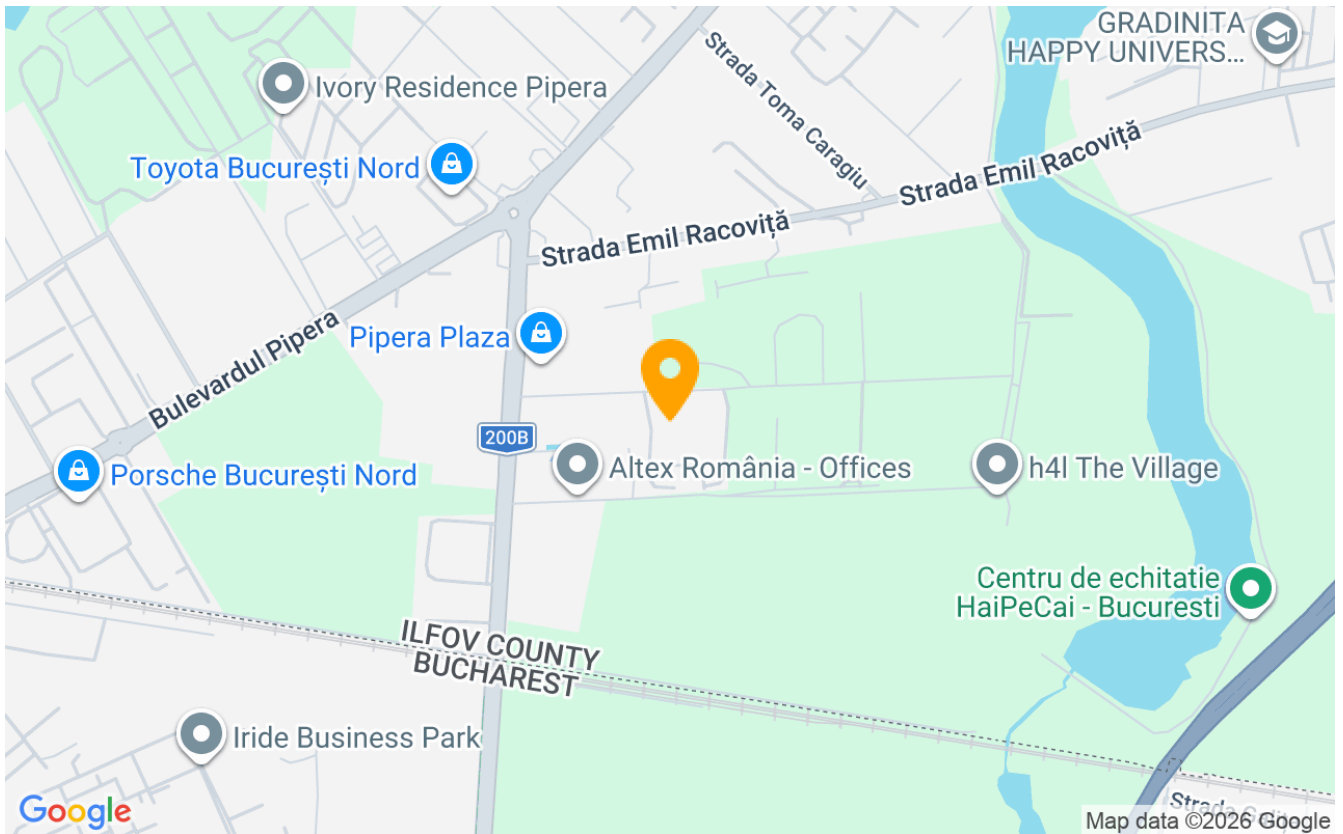 GRADINITA
HAPPY UNIVERS...
Strada Toma Caragiu
Ivory Residence Pipera
Strada Emil Racoviță
Toyota București Nord
Strada Emil Racoviță
Pipera Plaza
Bulevardul Pipera
200B
Porsche București Nord
Altex România - Offices
h4l The Village
Centru de echitatie
HaiPeCai - Bucuresti
ILFOV COUNTY
BUCHAREST
Iride Business Park
Google
Map data ©2026 Google